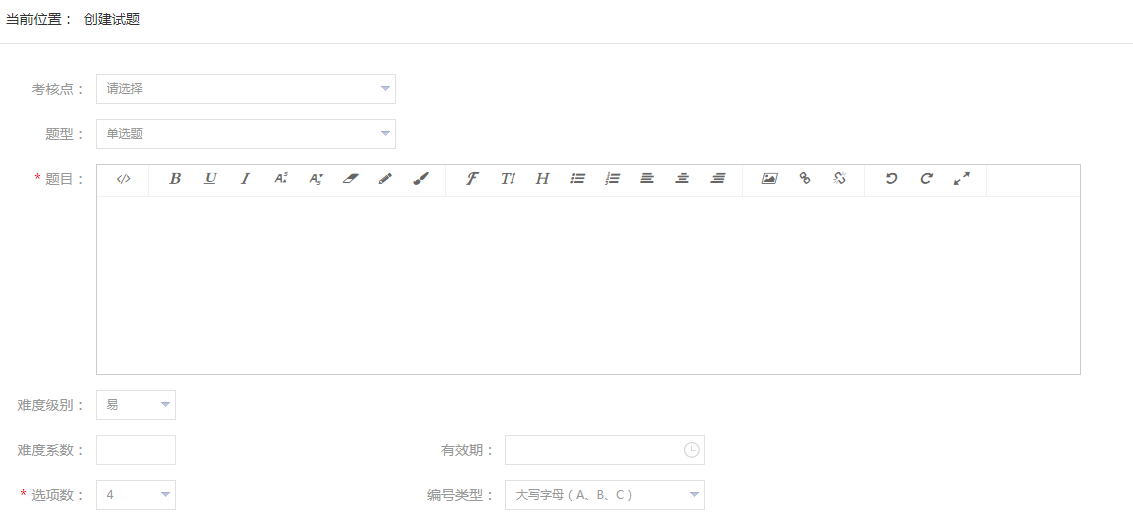 当前位置： 创建试题
考核点： 请选择
题型： 单选题
* 题目：
难度级别： 易
难度系数： 有效期：
* 选项数： 4 编号类型： 大写字母（A、B、C）